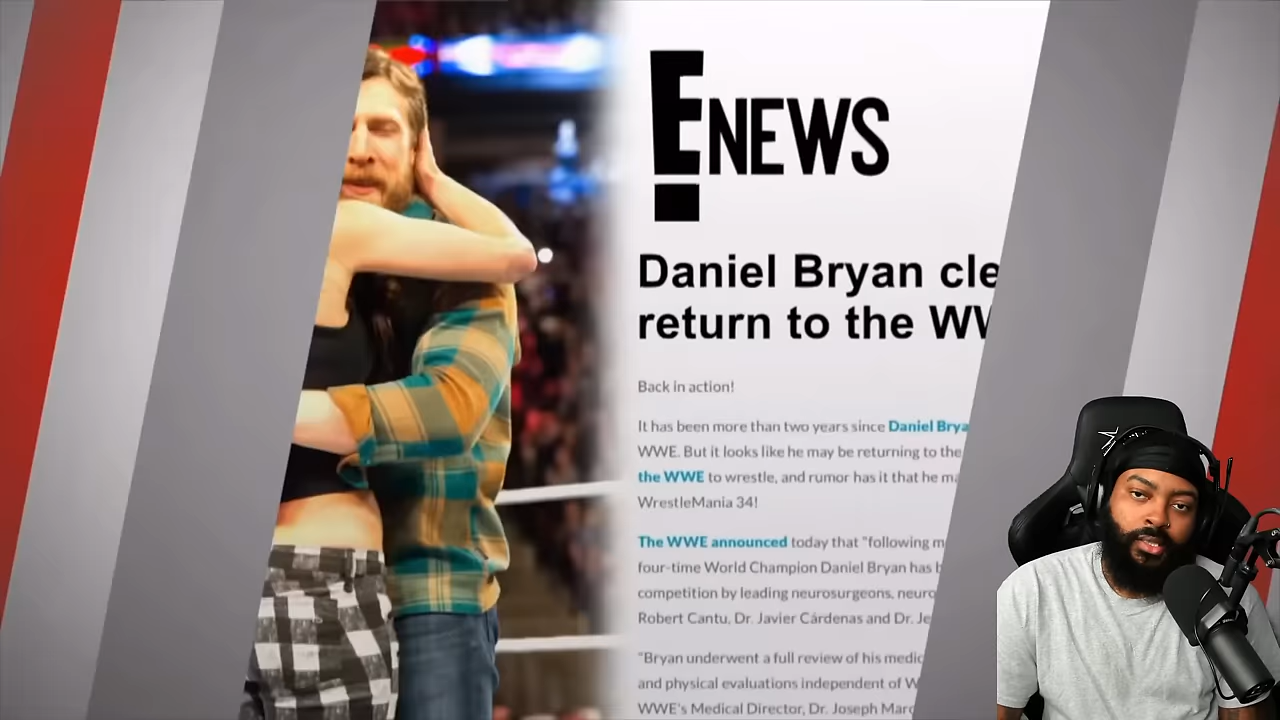 E! NEWS
Daniel Bryan cle
return to the W
Back in action!
It has been more than two years since Daniel Brya
WWE. But it looks like he may be returning to the
the WWE to wrestle, and rumor has it that he ma
WrestleMania 34!
The WWE announced today that "following m
four-time World Champion Daniel Bryan has b
competition by leading neurosurgeons, neuro
Robert Cantu, Dr. Javier Cárdenas and Dr. Je
"Bryan underwent a full review of his medic
and physical evaluations independent of W
WWE's Medical Director, Dr. Joseph Maro